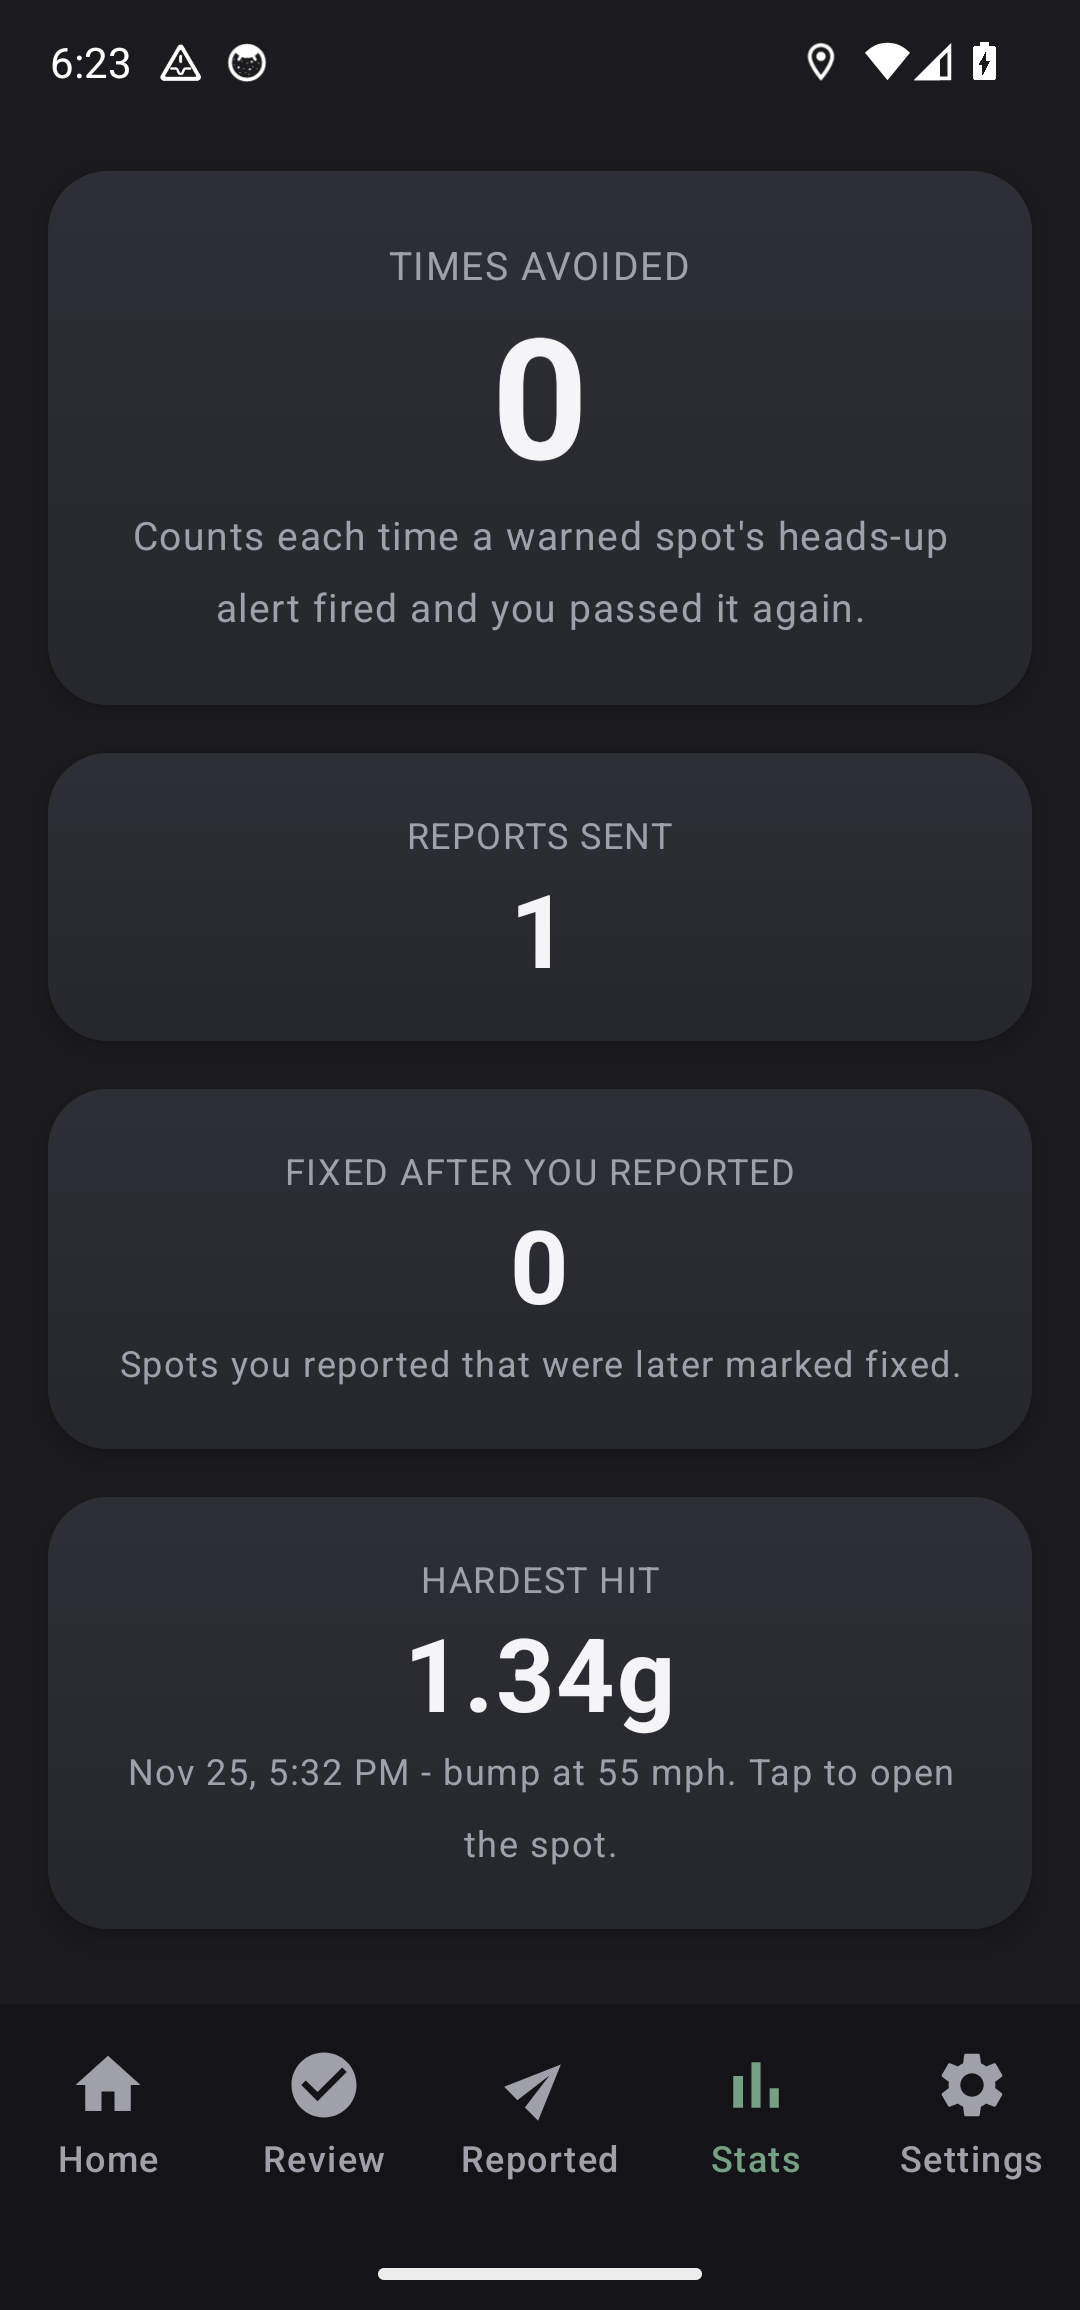 6:23
TIMES AVOIDED
0
Counts each time a warned spot's heads-up
alert fired and you passed it again.
REPORTS SENT
1
FIXED AFTER YOU REPORTED
0
Spots you reported that were later marked fixed.
HARDEST HIT
1.34g
Nov 25, 5:32 PM - bump at 55 mph. Tap to open
the spot.
Home
Review
Reported
Stats
Settings